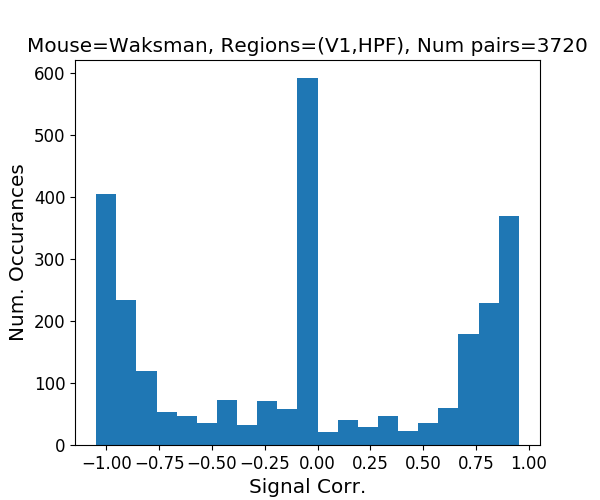 Mouse=Waksman, Regions=(V1,HPF), Num pairs=3720
600
500
400
300
200
100
0
Num. Occurances
−1.00 −0.75 −0.50 −0.25 0.00 0.25 0.50 0.75 1.00
Signal Corr.